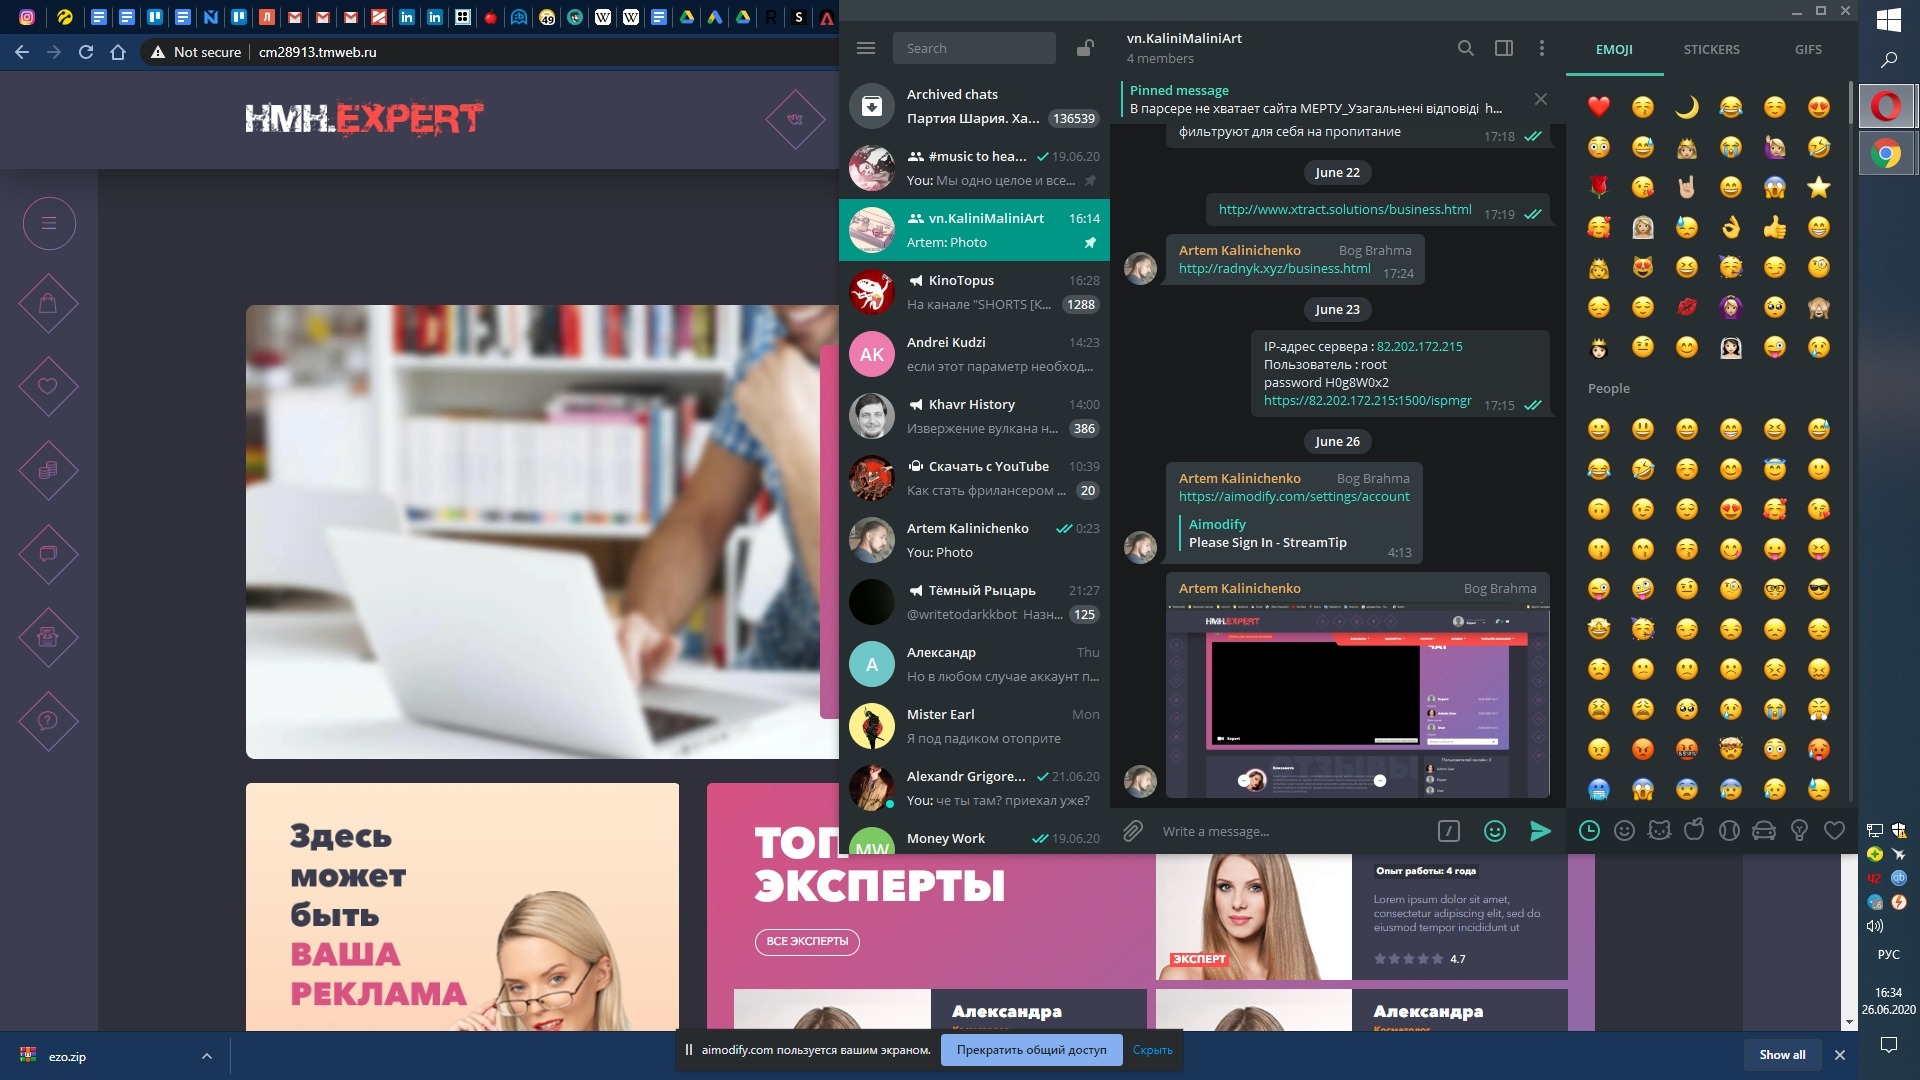 Not secure
cm28913.tmweb.ru
HMH.EXPERT
Здесь
может
быть
ВАША
РЕКЛАМА
ТОП
ЭКСПЕРТЫ
ВСЕ ЭКСПЕРТЫ
Опыт работы: 4 года
Lorem ipsum dolor sit amet,
consectetur adipiscing elit, sed do
eiusmod tempor incididunt ut
ЭКСПЕРТ
4.7
Александра
Александра
Косметолог
Search
Archived chats
Партия Шария. Ха... 136539
#music to hea... 19.06.20
You: Мы одно целое и все...
vn.KaliniMaliniArt 16:14
Artem: Photo
KinoTopus 16:28
На канале "SHORTS [К... 1288
AK
Andrei Kudzi 14:23
если этот параметр необход...
Khavr History 14:00
Извержение вулкана н... 386
Скачать с YouTube 10:39
Как стать фрилансером ... 20
Artem Kalinichenko 0:23
You: Photo
Тёмный Рыцарь 21:27
@writetodarkkbot Назн... 125
А
Александр Thu
Но в любом случае аккаунт п...
Mister Earl Mon
Я под падиком отоприте
Alexandr Grigore... 21.06.20
You: че ты там? приехал уже?
MW
Money Work 19.06.20
vn.KaliniMaliniArt
4 members
Pinned message
В парсере не хватает сайта МЕРТУ_Узагальнені відповіді h...
фильтруют для себя на пропитание 17:18
June 22
http://www.xtract.solutions/business.html 17:19
Artem Kalinichenko Bog Brahma
http://radnyk.xyz/business.html 17:24
June 23
IP-адрес сервера : 82.202.172.215
Пользователь : root
password H0g8W0x2
https://82.202.172.215:1500/ispmgr 17:15
June 26
Artem Kalinichenko Bog Brahma
https://aimodify.com/settings/account
Aimodify
Please Sign In - StreamTip
4:13
Artem Kalinichenko Bog Brahma
HMH.EXPERT
Write a message...
EMOJI STICKERS GIFS
People
ezo.zip
aimodify.com пользуется вашим экраном.
Прекратить общий доступ
Скрыть
Show all
РУС
16:34
26.06.2020